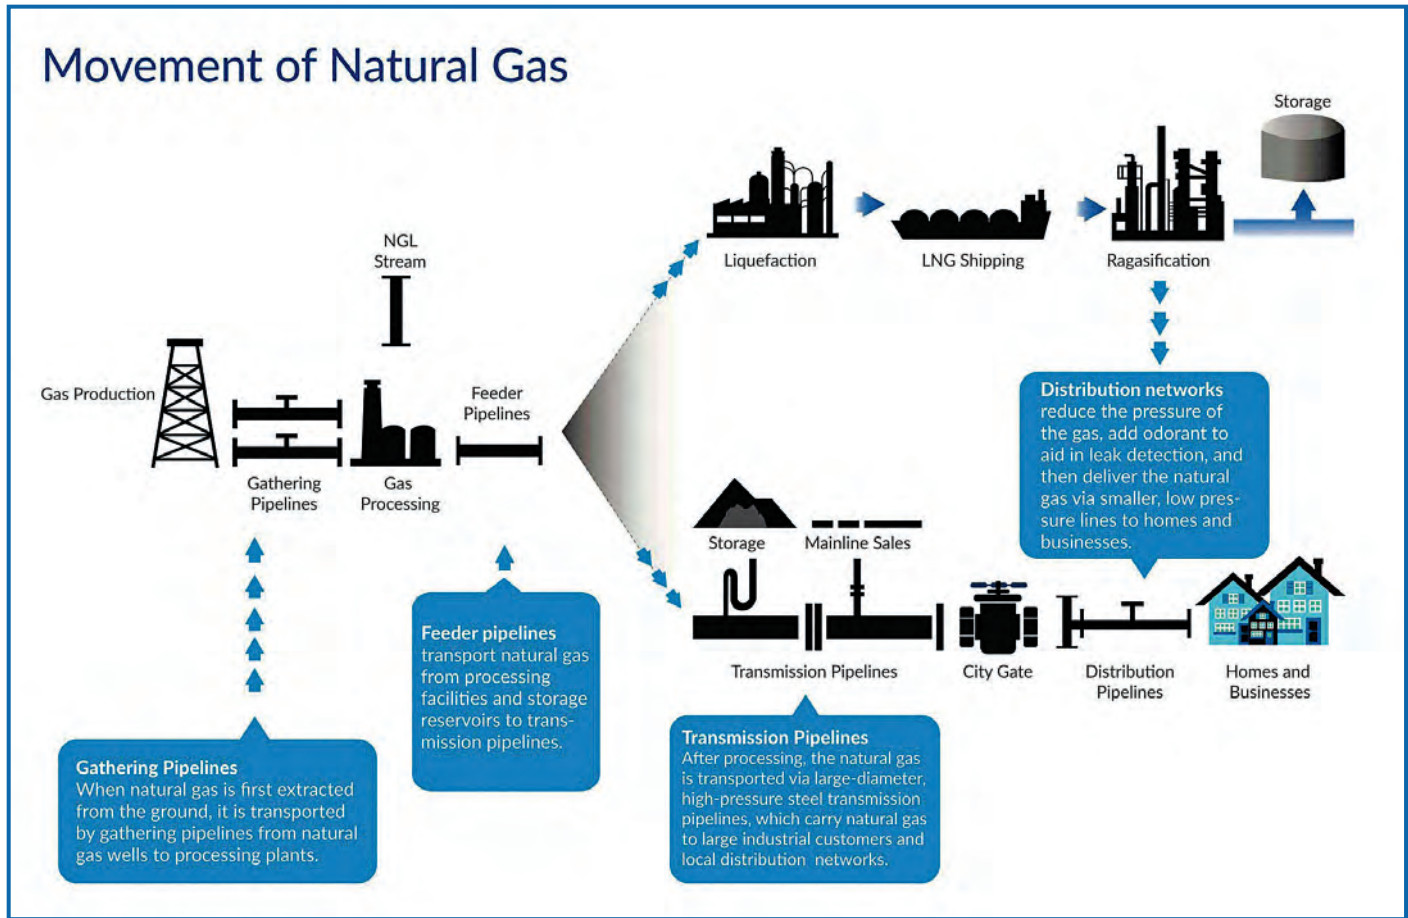 Movement of Natural Gas
Storage
Liquefaction
LNG Shipping
Ragasification
NGL
Stream
Gas Production
Gathering
Pipelines
Gas
Processing
Feeder
Pipelines
Distribution networks
reduce the pressure of
the gas, add odorant to
aid in leak detection, and
then deliver the natural
gas via smaller, low pres-
sure lines to homes and
businesses.
Storage
Mainline Sales
Transmission Pipelines
City Gate
Distribution
Pipelines
Homes and
Businesses
Feeder pipelines
transport natural gas
from processing
facilities and storage
reservoirs to trans-
mission pipelines.
Gathering Pipelines
When natural gas is first extracted
from the ground, it is transported
by gathering pipelines from natural
gas wells to processing plants.
Transmission Pipelines
After processing, the natural gas
is transported via large-diameter,
high-pressure steel transmission
pipelines, which carry natural gas
to large industrial customers and
local distribution networks.